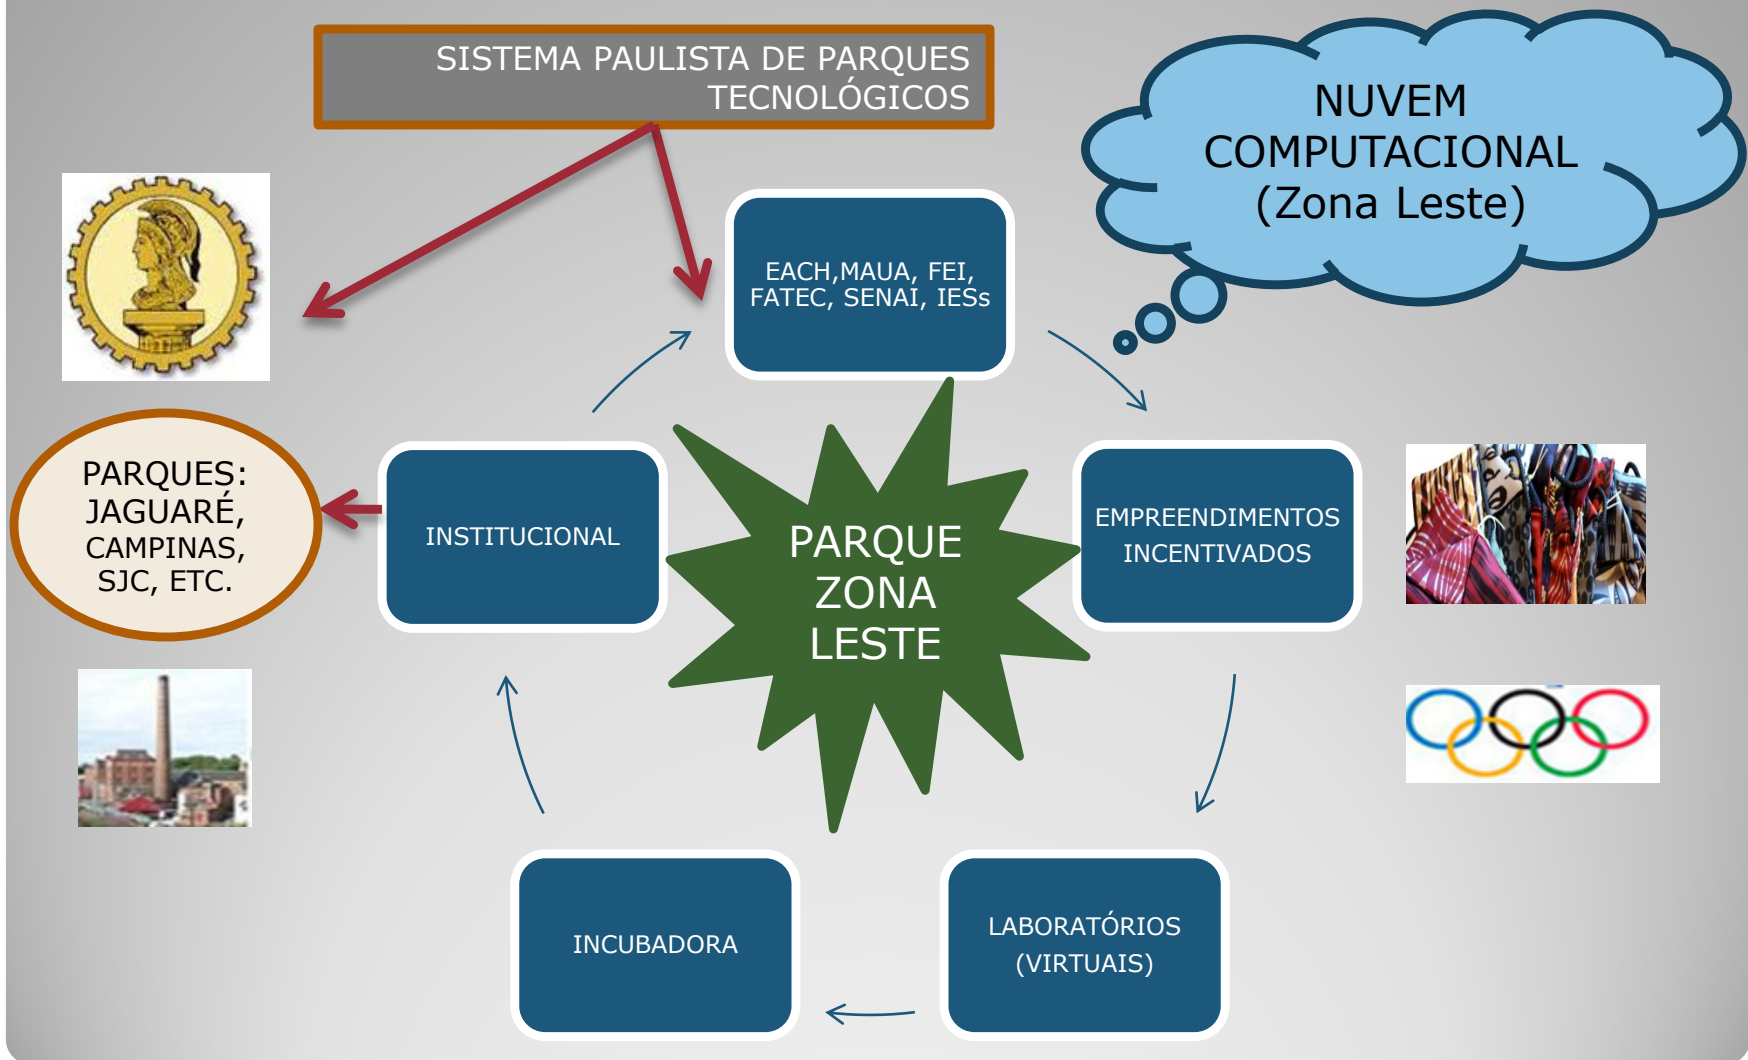 SISTEMA PAULISTA DE PARQUES
TECNOLÓGICOS
NUVEM
COMPUTACIONAL
(Zona Leste)
EACH,MAUA, FEI,
FATEC, SENAI, IESs
PARQUES:
JAGUARÉ,
CAMPINAS,
SJC, ETC.
INSTITUCIONAL
PARQUE
ZONA
LESTE
EMPREENDIMENTOS
INCENTIVADOS
INCUBADORA
LABORATÓRIOS
(VIRTUAIS)